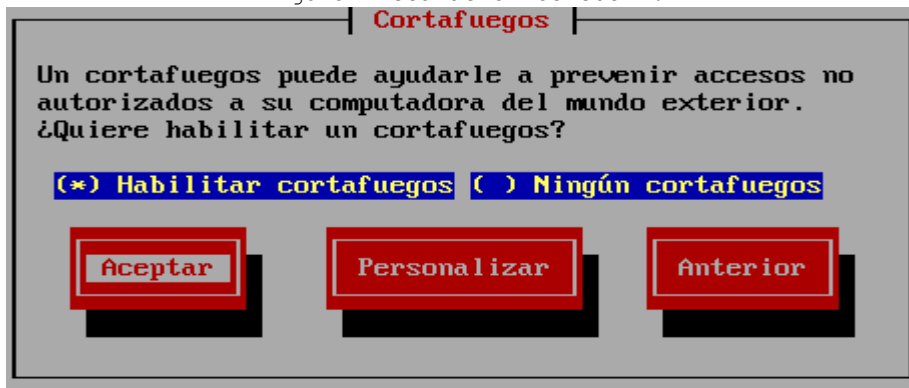 Cortafuegos
Un cortafuegos puede ayudarle a prevenir accesos no
autorizados a su computadora del mundo exterior.
¿Quiere habilitar un cortafuegos?
(*) Habilitar cortafuegos ( ) Ningún cortafuegos
Aceptar Personalizar Anterior